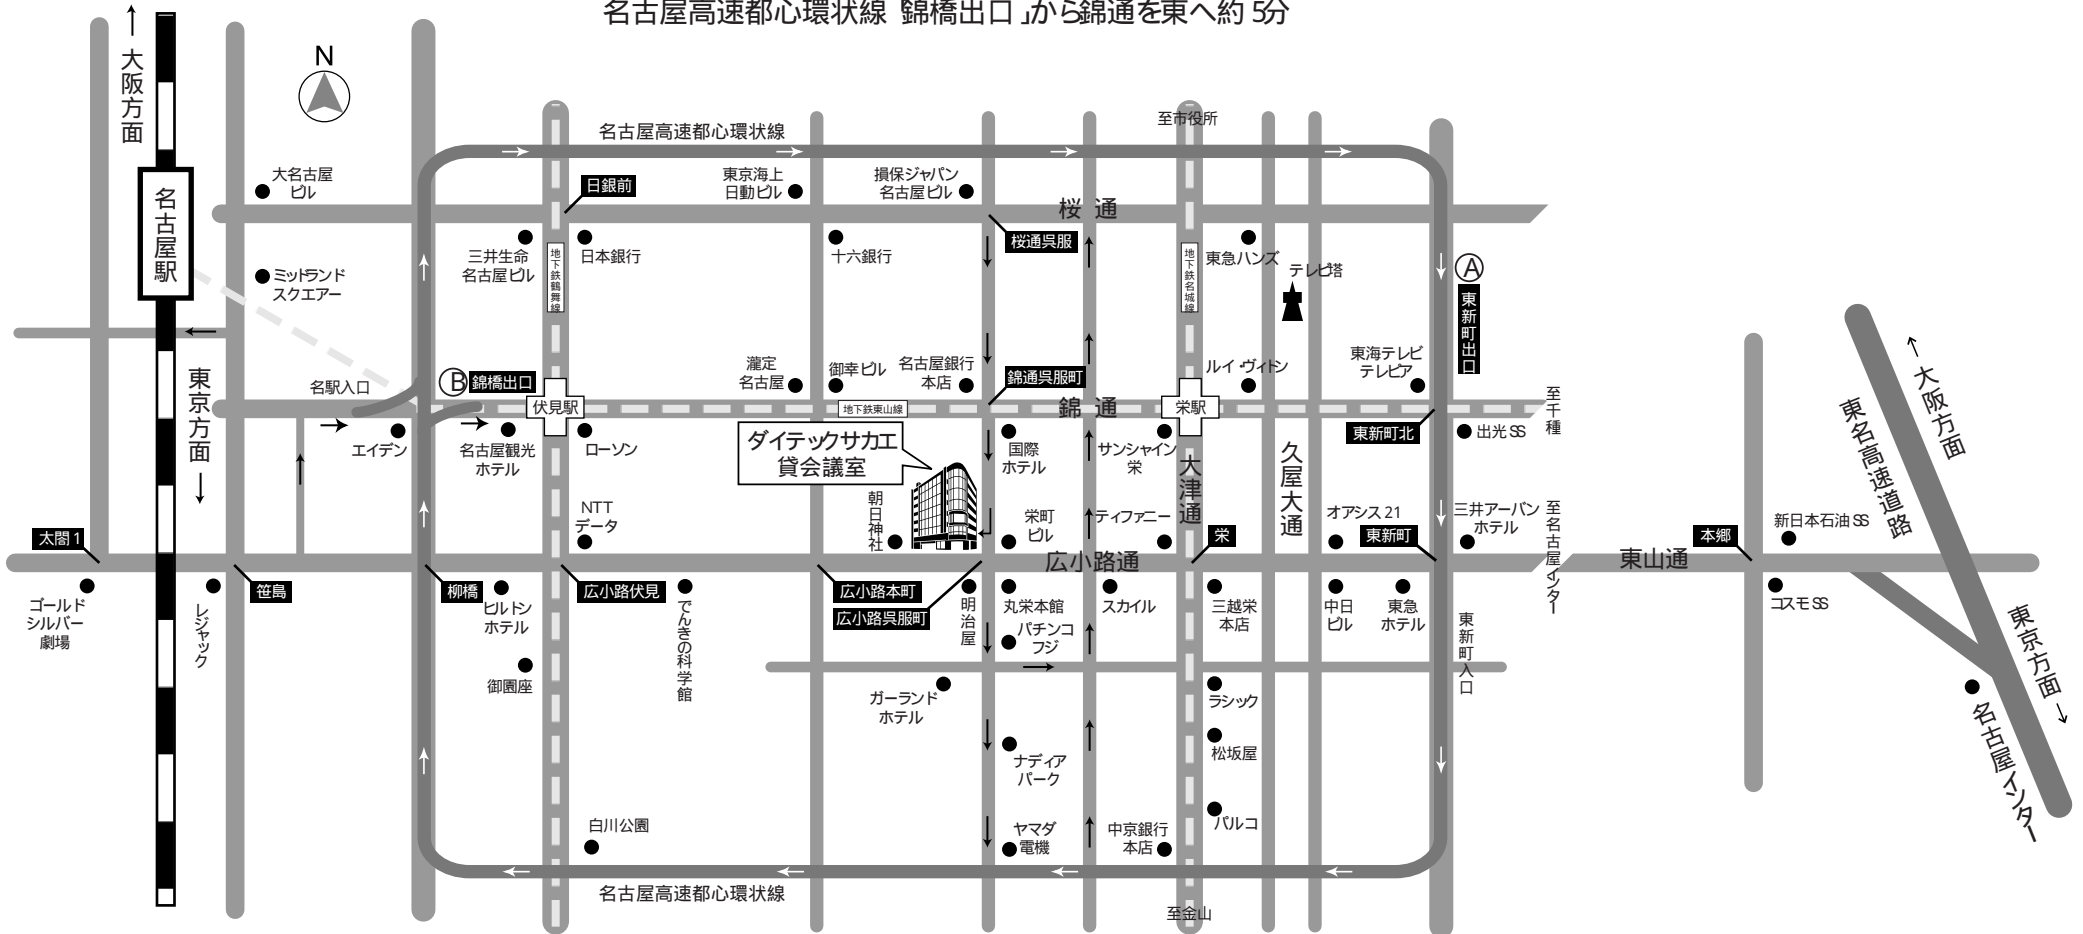 名古屋高速都心環状線「錦橋出口」から錦通を東へ約5分
大阪方面
N
名古屋高速都心環状線
至市役所
大名古屋
ビル
日銀前
東京海上
日動ビル
損保ジャパン
名古屋ビル
名古屋駅
桜通
三井生命
名古屋ビル
日本銀行
十六銀行
桜通呉服
東急ハンズ
テレビ塔
A
東新町出口
ミッドランド
スクエアー
地下鉄鶴舞線
地下鉄名城線
東京方面
名駅入口
B
錦橋出口
瀧定
名古屋
御幸ビル
名古屋銀行
本店
錦通呉服町
ルイ・ヴィトン
東海テレビ
テレピア
伏見駅
地下鉄東山線
錦通
栄駅
至千種
エイデン
名古屋観光
ホテル
ローソン
ダイテックサカエ
貸会議室
国際
ホテル
サンシャイン
栄
大津通
久屋大通
東新町北
出光SS
東名高速道路
大阪方面
NTT
データ
朝日神社
栄町
ビル
ティファニー
オアシス21
三井アーバン
ホテル
至名古屋インター
新日本石油SS
太閤1
栄
東新町
本郷
広小路通
東山通
ゴールド
シルバー
劇場
レジャック
笹島
柳橋
ヒルトン
ホテル
広小路伏見
でんきの科学館
広小路本町
広小路呉服町
明治屋
丸栄本館
スカイル
三越栄
本店
中日
ビル
東急
ホテル
東新町入口
コスモSS
東京方面
パチンコ
フジ
御園座
ガーランド
ホテル
ラシック
名古屋インター
ナディア
パーク
松坂屋
白川公園
ヤマダ
電機
中京銀行
本店
パルコ
名古屋高速都心環状線
至金山